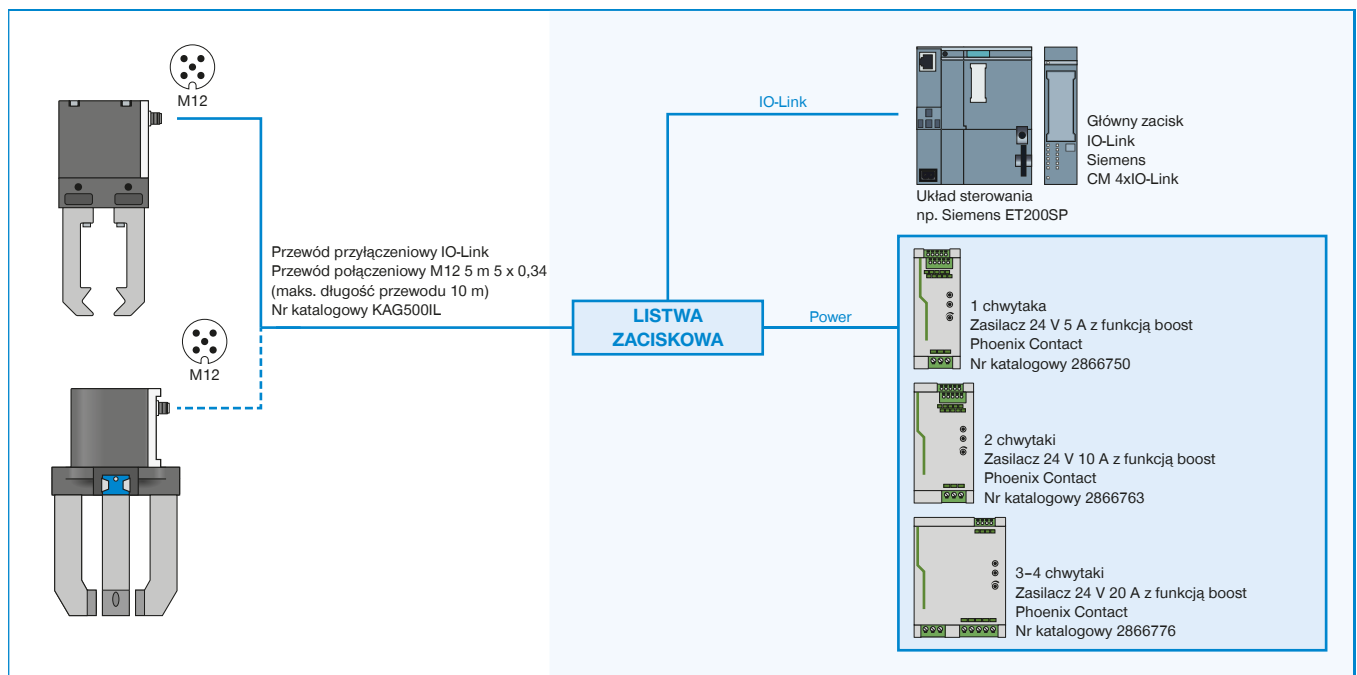 M12
M12
Przewód przyłączeniowy IO-Link
Przewód połączeniowy M12 5 m 5 x 0,34
(maks. długość przewodu 10 m)
Nr katalogowy KAG500IL
LISTWA
ZACISKOWA
IO-Link
Power
Układ sterowania
np. Siemens ET200SP
Główny zacisk
IO-Link
Siemens
CM 4xIO-Link
1 chwytaka
Zasilacz 24 V 5 A z funkcją boost
Phoenix Contact
Nr katalogowy 2866750
2 chwytaki
Zasilacz 24 V 10 A z funkcją boost
Phoenix Contact
Nr katalogowy 2866763
3–4 chwytaki
Zasilacz 24 V 20 A z funkcją boost
Phoenix Contact
Nr katalogowy 2866776